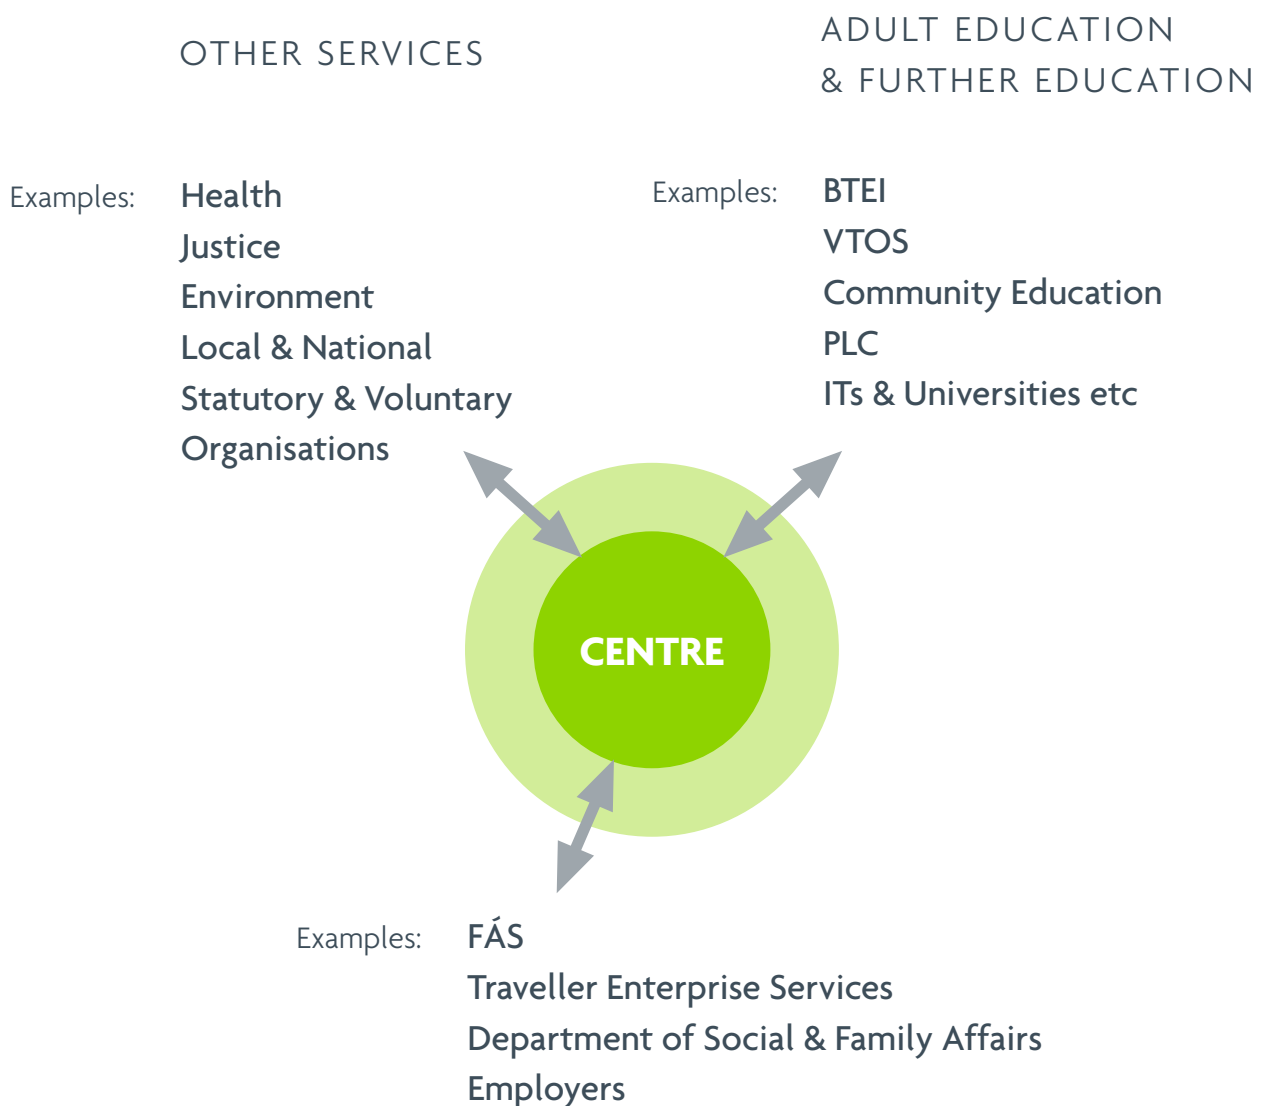 OTHER SERVICES
ADULT EDUCATION
& FURTHER EDUCATION
Examples:
Health
Justice
Environment
Local & National
Statutory & Voluntary
Organisations
Examples:
BTEI
VTOS
Community Education
PLC
ITs & Universities etc
CENTRE
Examples:
FÁS
Traveller Enterprise Services
Department of Social & Family Affairs
Employers